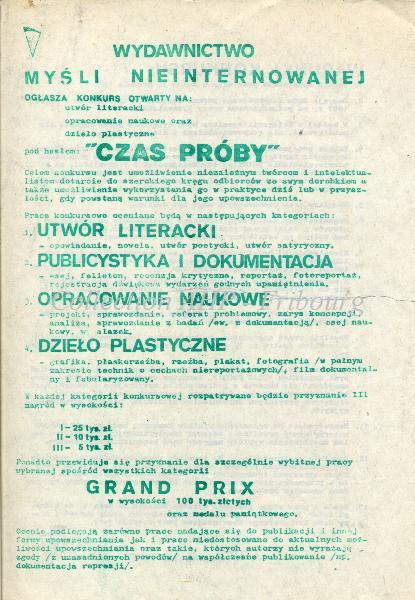 WYDAWNICTWO
MYŚLI NIEINTERNOWANEJ
OGŁASZA KONKURS OTWARTY NA:
utwór literacki
opracowanie naukowe oraz
dzieło plastyczne
pod hasłem: "CZAS PRÓBY"
Celem konkursu jest umożliwienie niezależnym twórcom i intelektua-
listom dotarcie do szerokiego kręgu odbiorców ze swym dorobkiem a
także umożliwienie wykorzystania go w praktyce dziś lub w przysz-
łości, gdy powstaną warunki dla jego upowszechnienia.
Prace konkursowe oceniane będą w następujących kategoriach:
1. UTWÓR LITERACKI
- opowiadanie, nowela, utwór poetycki, utwór satyryczny.
2. PUBLICYSTYKA I DOKUMENTACJA
- esej, felieton, recenzja krytyczna, reportaż, fotoreportaż,
rejestracja dźwiękowa wydarzeń godnych upamiętnienia.
3. OPRACOWANIE NAUKOWE
- projekt, sprawozdanie, referat problemowy, zarys koncepcji,
analiza, sprawozdanie z badań /ew. z dokumentacją/, esej nau-
kowy, w alazek.
4. DZIEŁO PLASTYCZNE
- grafika, płaskorzeźba, rzeźba, plakat, fotografia /w pełnym
zakresie technik o cechach niereportażowych/, film dokumental-
ny i fabularyzowany.
W każdej kategorii konkursowej rozpatrywane będzie przyznanie III
nagród w wysokości:
I - 25 tys. zł.
II - 10 tys. zł.
III - 5 tys. zł.
Ponadto przewiduje się przyznanie dla szczególnie wybitnej pracy
wybranej spośród wszystkich kategorii
GRAND PRIX
w wysokości 100 tys. złotych
oraz medalu pamiątkowego.
Ocenie podlegają zarówno prace nadające się do publikacji i innej
formy upowszechniania jak i prace niedostosowane do aktualnych moż-
liwości upowszechniania oraz takie, których autorzy nie wyrażają
zgody /z uzasadnionych powodów/ na współczesne publikowanie /np.
dokumentacja represji/.
Fribourg